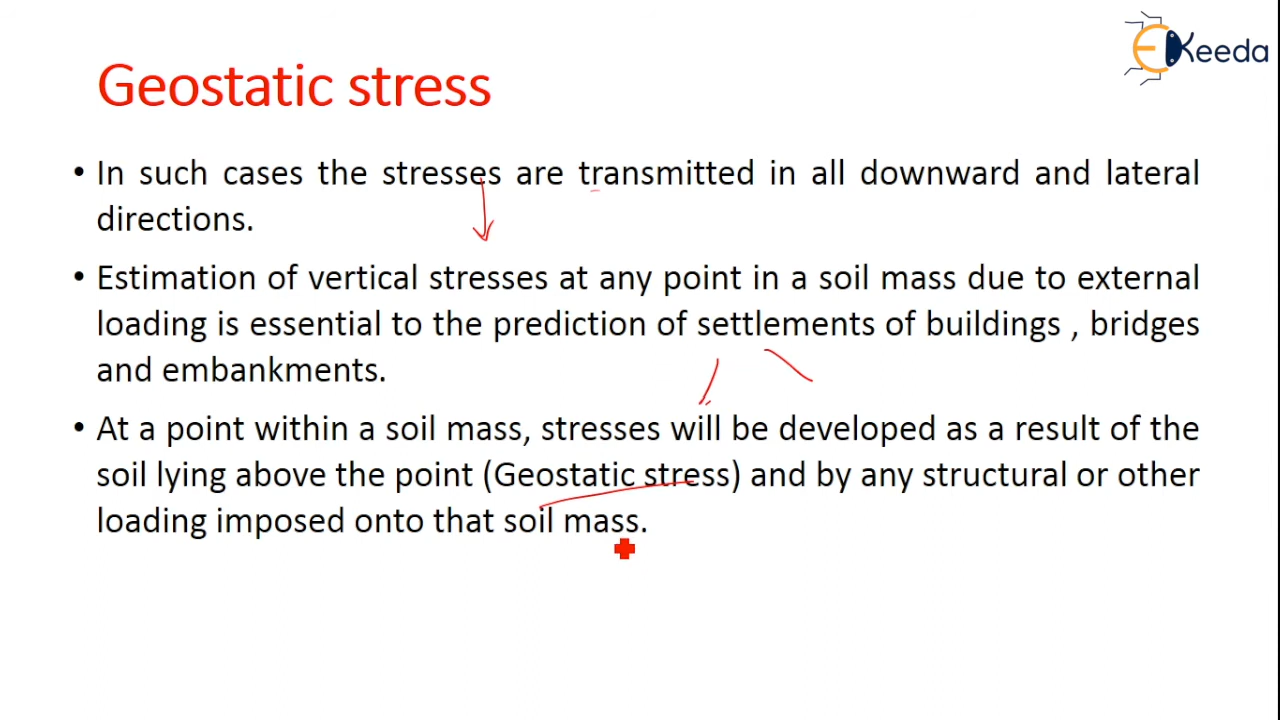 EKeeda
Geostatic stress
• In such cases the stresses are transmitted in all downward and lateral
directions.
• Estimation of vertical stresses at any point in a soil mass due to external
loading is essential to the prediction of settlements of buildings , bridges
and embankments.
• At a point within a soil mass, stresses will be developed as a result of the
soil lying above the point (Geostatic stress) and by any structural or other
loading imposed onto that soil mass.